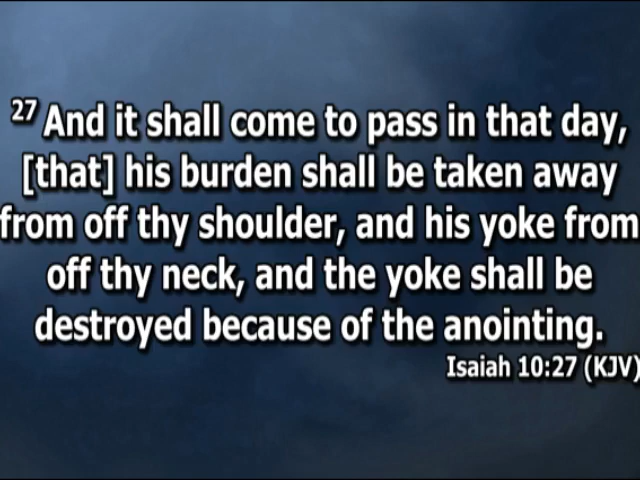 27 And it shall come to pass in that day,
[that] his burden shall be taken away
from off thy shoulder, and his yoke from
off thy neck, and the yoke shall be
destroyed because of the anointing.
Isaiah 10:27 (KJV)